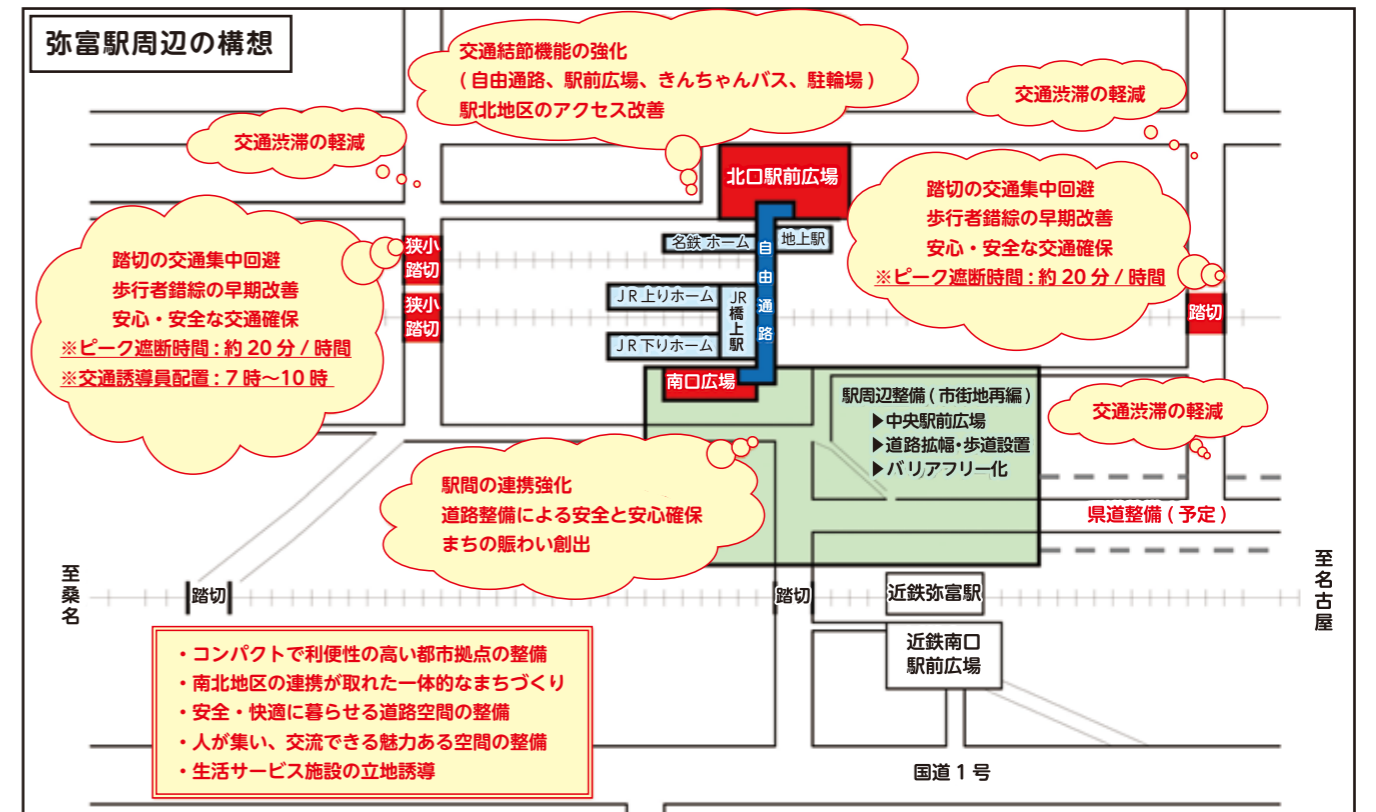 弥富駅周辺の構想
交通結節機能の強化
(自由通路、駅前広場、きんちゃんバス、駐輪場)
駅北地区のアクセス改善
交通渋滞の軽減
交通渋滞の軽減
北口駅前広場
踏切の交通集中回避
歩行者錯綜の早期改善
安心・安全な交通確保
※ピーク遮断時間:約20分/時間
踏切の交通集中回避
歩行者錯綜の早期改善
安心・安全な交通確保
※ピーク遮断時間:約20分/時間
※交通誘導員配置:7時～10時
狭小
踏切
狭小
踏切
名鉄 ホーム
自由通路
地上駅
JR上りホーム
JR橋上駅
JR下りホーム
踏切
南口広場
駅周辺整備(市街地再編)
▶中央駅前広場
▶道路拡幅・歩道設置
▶バリアフリー化
交通渋滞の軽減
駅間の連携強化
道路整備による安全と安心確保
まちの賑わい創出
県道整備(予定)
至桑名
踏切
踏切
近鉄弥富駅
至名古屋
近鉄南口
駅前広場
・コンパクトで利便性の高い都市拠点の整備
・南北地区の連携が取れた一体的なまちづくり
・安全・快適に暮らせる道路空間の整備
・人が集い、交流できる魅力ある空間の整備
・生活サービス施設の立地誘導
国道1号